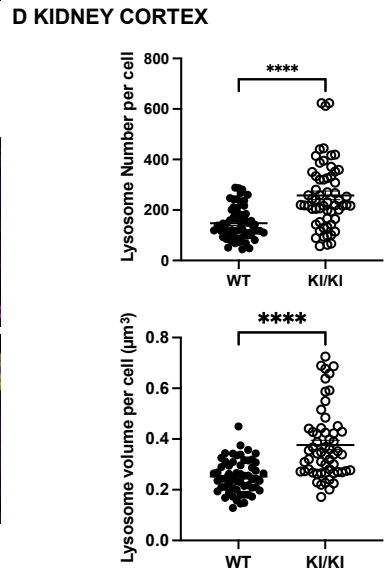 D KIDNEY CORTEX
Lysosome Number per cell
800
600
400
200
0
****
WT
KI/KI
Lysosome volume per cell (µm³)
0.8
0.6
0.4
0.2
0.0
****
WT
KI/KI